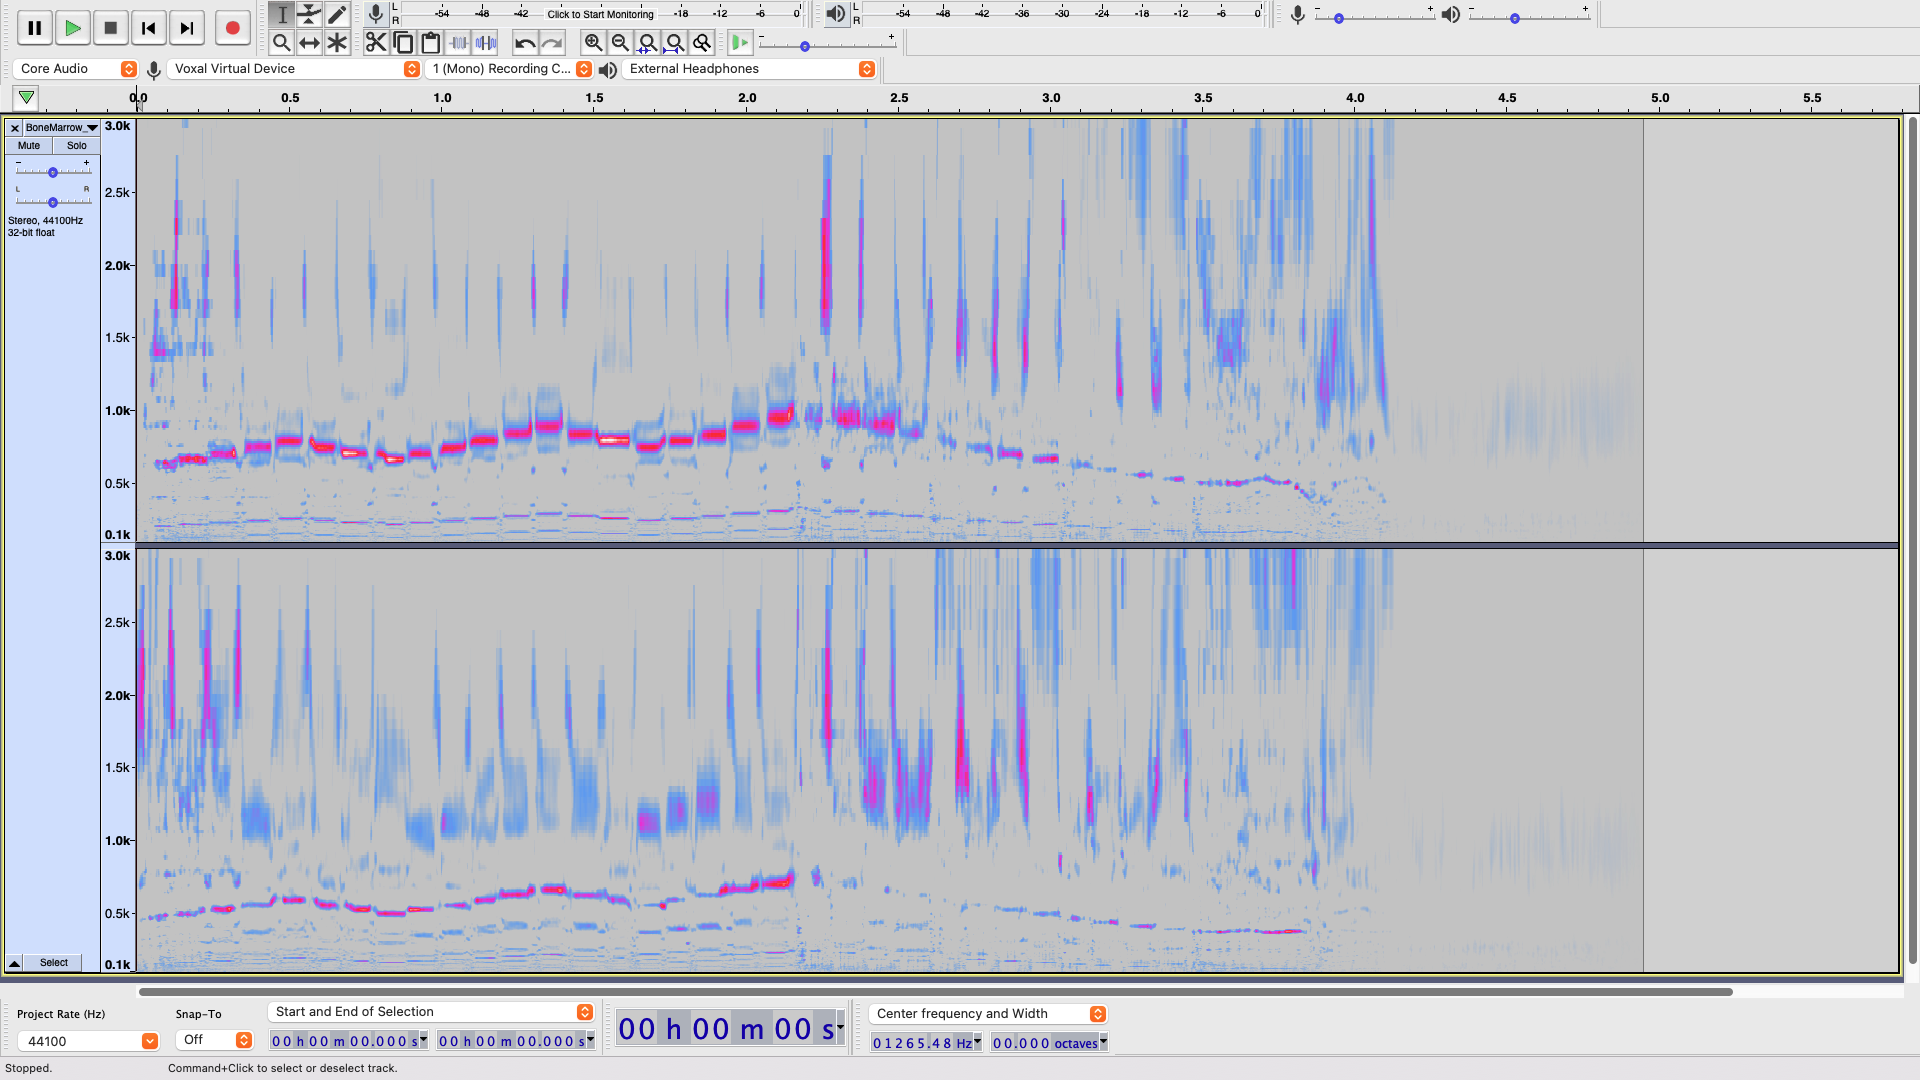 L
R
-54 -48 -42 Click to Start Monitoring -18 -12 -6 0
L
R
-54 -48 -42 -36 -30 -24 -18 -12 -6 0
- +
- +
- +
Core Audio
Voxal Virtual Device
1 (Mono) Recording C...
External Headphones
0.0 0.5 1.0 1.5 2.0 2.5 3.0 3.5 4.0 4.5 5.0 5.5
× BoneMarrow_
Mute Solo
- +
L R
Stereo, 44100Hz
32-bit float
3.0k
2.5k
2.0k
1.5k
1.0k
0.5k
0.1k
3.0k
2.5k
2.0k
1.5k
1.0k
0.5k
0.1k
Select
Project Rate (Hz)
44100
Snap-To
Off
Start and End of Selection
00 h 00 m 00.000 s
00 h 00 m 00.000 s
00 h 00 m 00 s
Center frequency and Width
01265.48 Hz
00.000 octaves
Stopped.
Command+Click to select or deselect track.